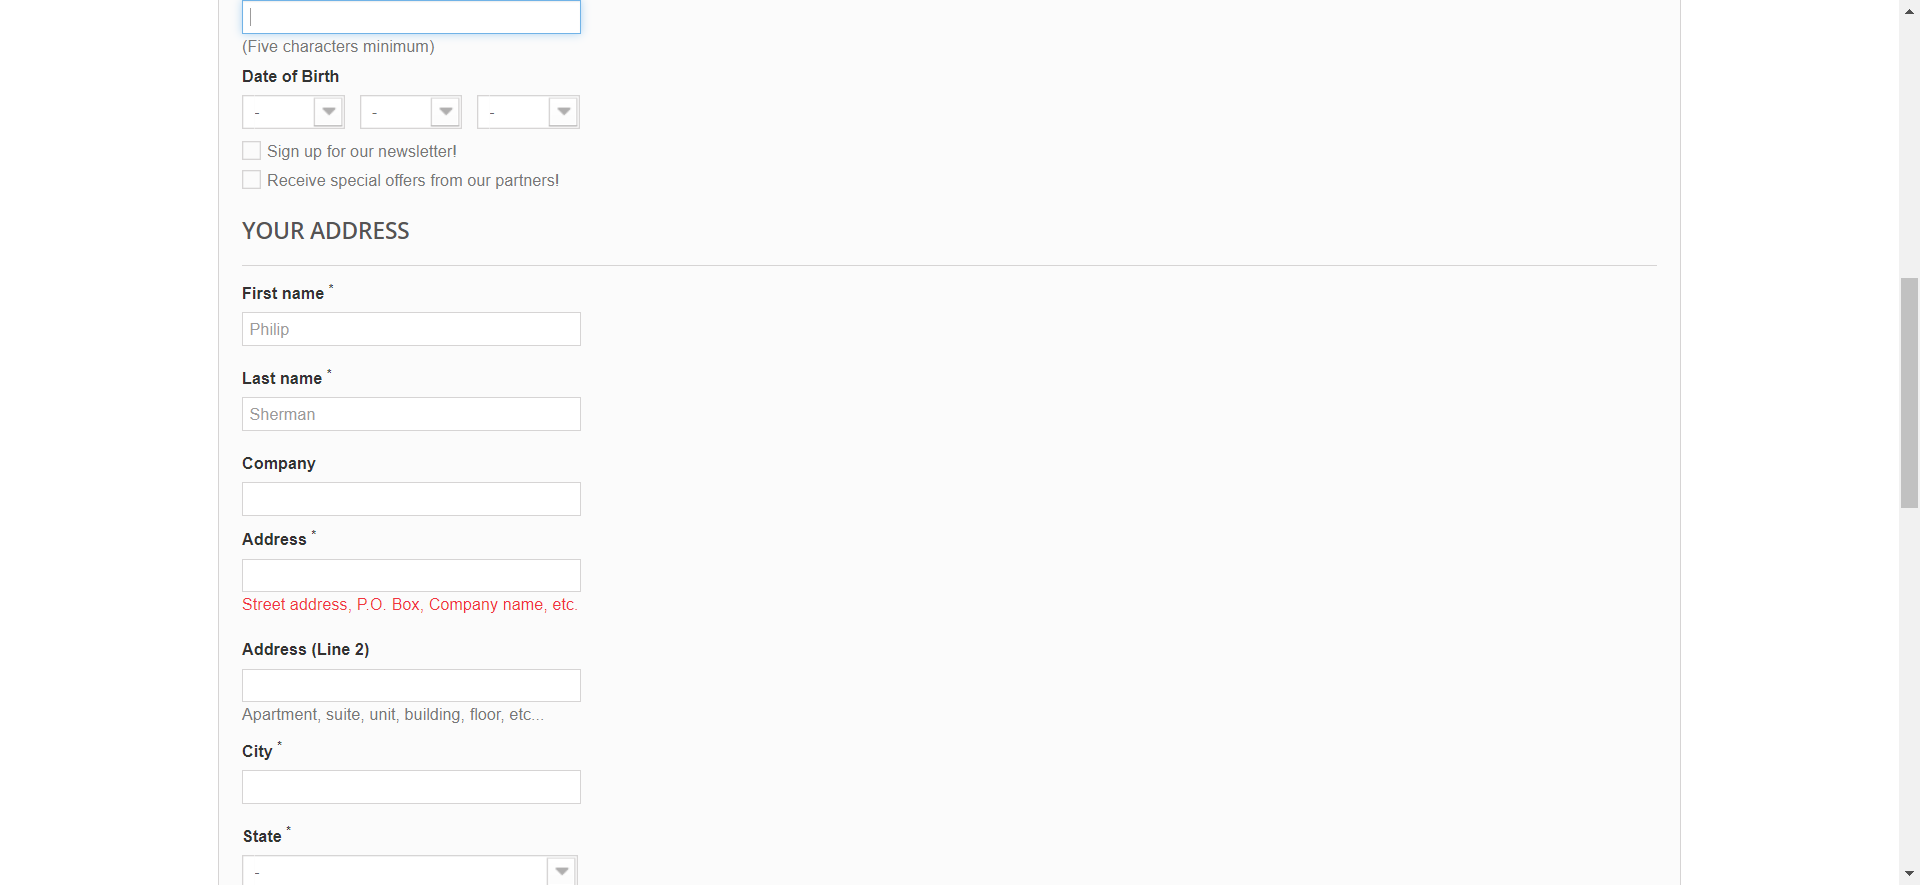 (Five characters minimum)
Date of Birth
- - -
Sign up for our newsletter!
Receive special offers from our partners!
YOUR ADDRESS
First name *
Philip
Last name *
Sherman
Company
Address *
Street address, P.O. Box, Company name, etc.
Address (Line 2)
Apartment, suite, unit, building, floor, etc...
City *
State *
-